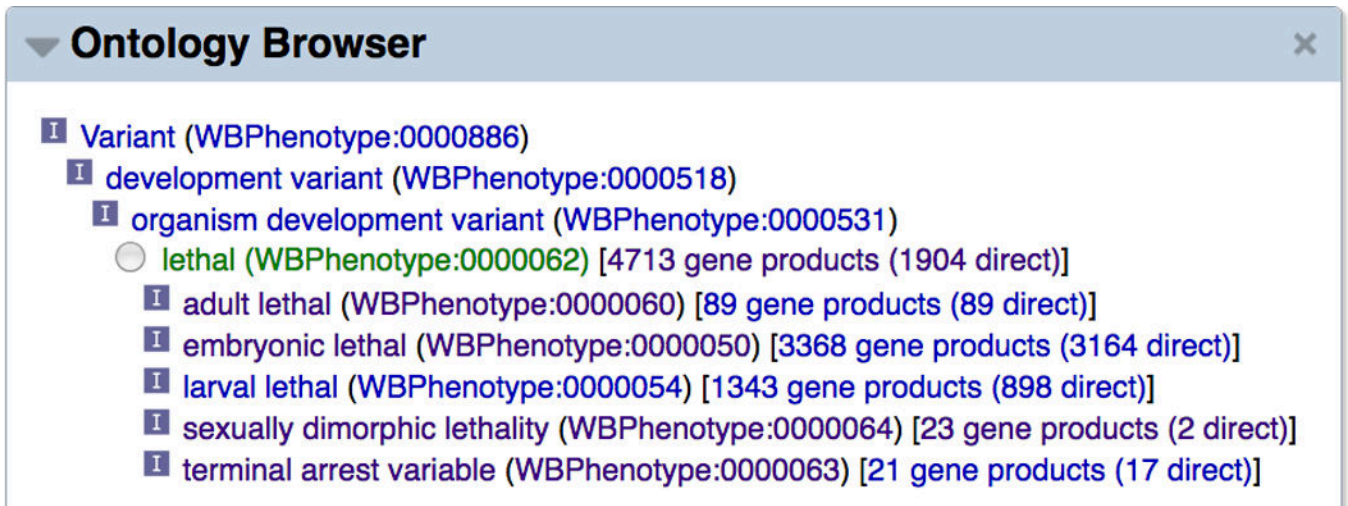 Ontology Browser
I Variant (WBPhenotype:0000886)
I development variant (WBPhenotype:0000518)
I organism development variant (WBPhenotype:0000531)
lethal (WBPhenotype:0000062) [4713 gene products (1904 direct)]
I adult lethal (WBPhenotype:0000060) [89 gene products (89 direct)]
I embryonic lethal (WBPhenotype:0000050) [3368 gene products (3164 direct)]
I larval lethal (WBPhenotype:0000054) [1343 gene products (898 direct)]
I sexually dimorphic lethality (WBPhenotype:0000064) [23 gene products (2 direct)]
I terminal arrest variable (WBPhenotype:0000063) [21 gene products (17 direct)]